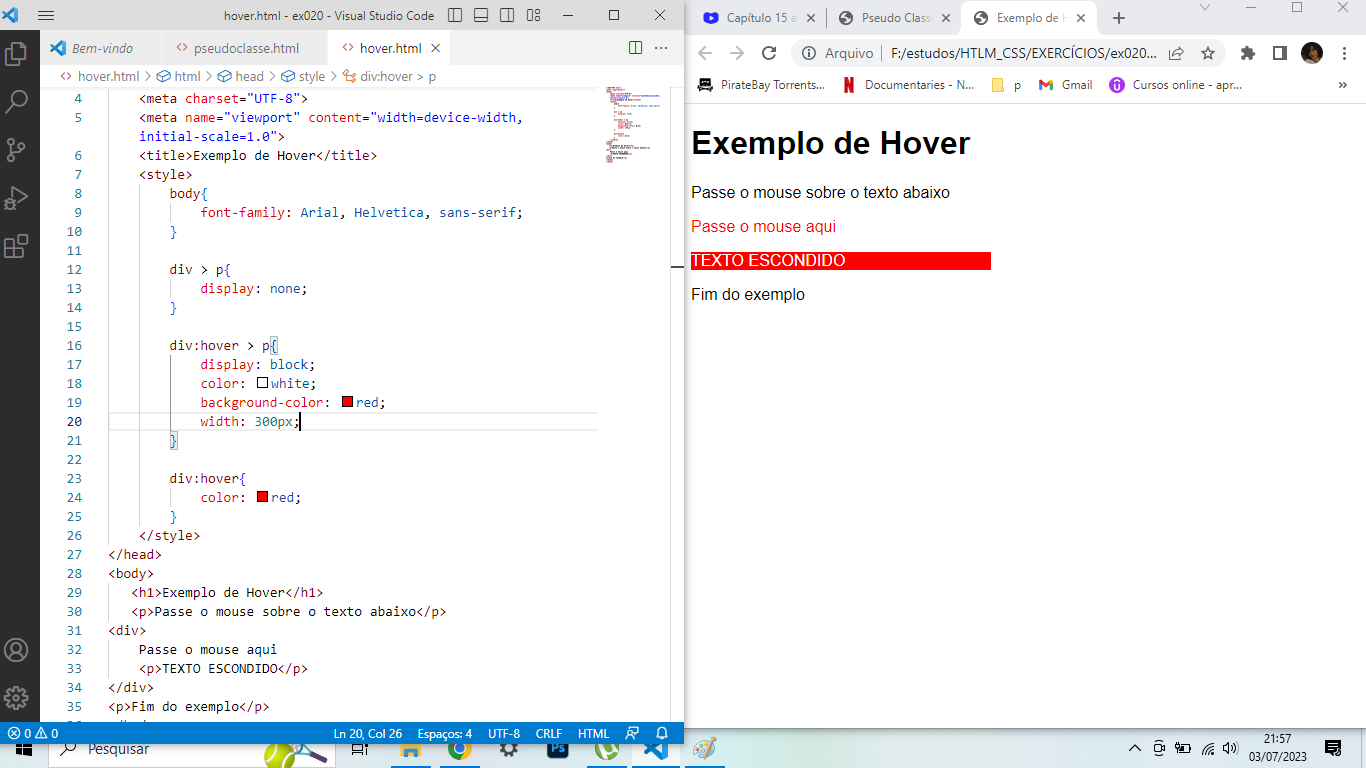 hover.html - ex020 - Visual Studio Code
Bem-vindo
<> pseudoclasse.html
<> hover.html
<> hover.html > html > head > style > div:hover > p
4 <meta charset="UTF-8">
5 <meta name="viewport" content="width=device-width,
initial-scale=1.0">
6 <title>Exemplo de Hover</title>
7 <style>
8 body{
9 font-family: Arial, Helvetica, sans-serif;
10 }
11
12 div > p{
13 display: none;
14 }
15
16 div:hover > p{
17 display: block;
18 color: white;
19 background-color: red;
20 width: 300px;
21 }
22
23 div:hover{
24 color: red;
25 }
26 </style>
27 </head>
28 <body>
29 <h1>Exemplo de Hover</h1>
30 <p>Passe o mouse sobre o texto abaixo</p>
31 <div>
32 Passe o mouse aqui
33 <p>TEXTO ESCONDIDO</p>
34 </div>
35 <p>Fim do exemplo</p>
0 0 Ln 20, Col 26 Espaços: 4 UTF-8 CRLF HTML
Capítulo 15 a
Pseudo Class
Exemplo de H
Arquivo F:/estudos/HTLM_CSS/EXERCÍCIOS/ex020...
PirateBay Torrents...
Documentaries - N...
p
Gmail
Cursos online - apr...
Exemplo de Hover
Passe o mouse sobre o texto abaixo
Passe o mouse aqui
TEXTO ESCONDIDO
Fim do exemplo
Pesquisar
Ps
21:57
03/07/2023